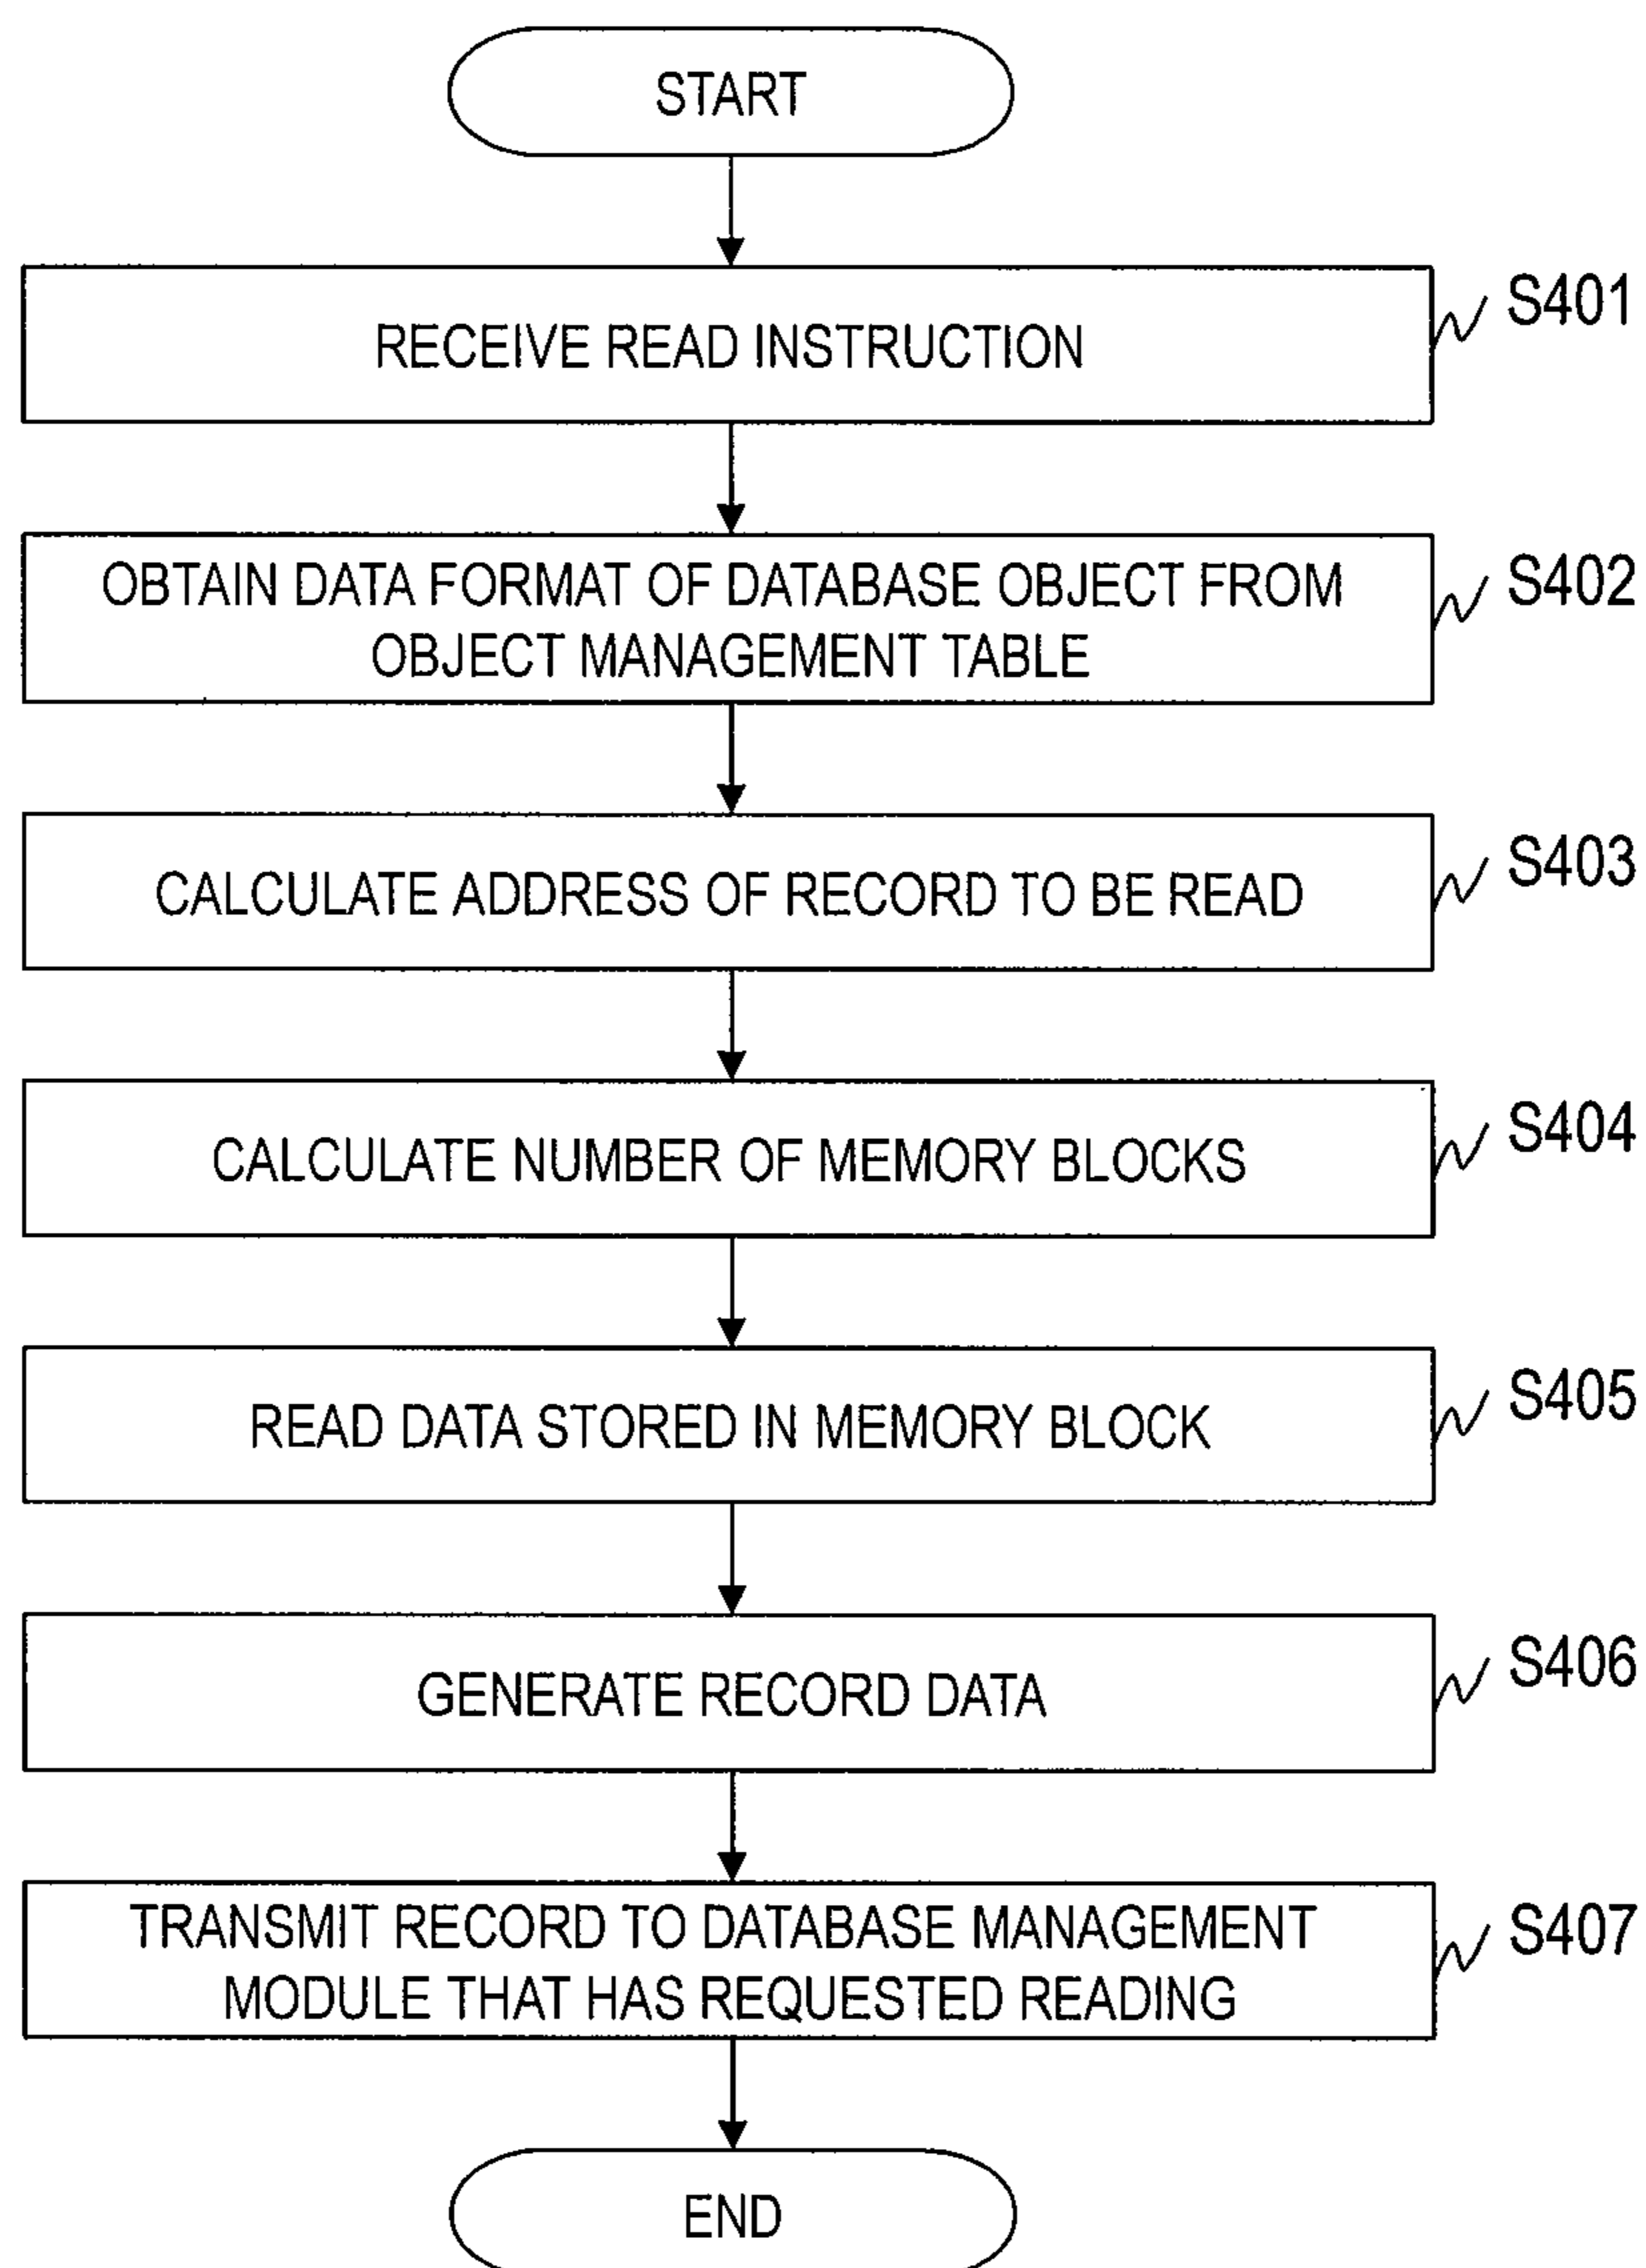 START
RECEIVE READ INSTRUCTION
S401
OBTAIN DATA FORMAT OF DATABASE OBJECT FROM
OBJECT MANAGEMENT TABLE
S402
CALCULATE ADDRESS OF RECORD TO BE READ
S403
CALCULATE NUMBER OF MEMORY BLOCKS
S404
READ DATA STORED IN MEMORY BLOCK
S405
GENERATE RECORD DATA
S406
TRANSMIT RECORD TO DATABASE MANAGEMENT
MODULE THAT HAS REQUESTED READING
S407
END